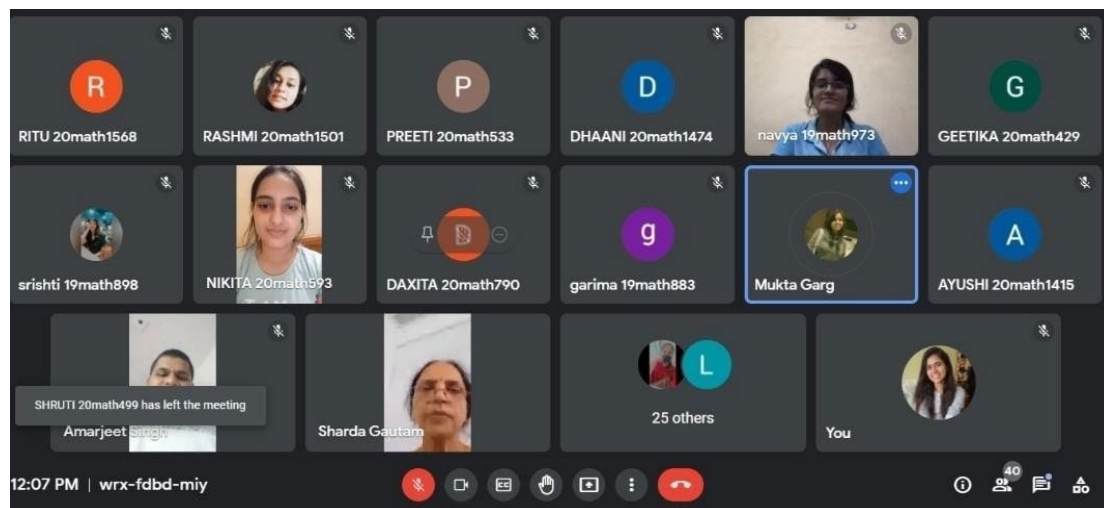 R
RITU 20math1568
RASHMI 20math1501
P
PREETI 20math533
D
DHAANI 20math1474
navya 19math973
G
GEETIKA 20math429
srishti 19math898
NIKITA 20math593
D
DAXITA 20math790
g
garima 19math883
Mukta Garg
A
AYUSHI 20math1415
SHRUTI 20math499 has left the meeting
Amarjeet Singh
Sharda Gautam
L
25 others
You
12:07 PM | wrx-fdbd-miy
CC
40